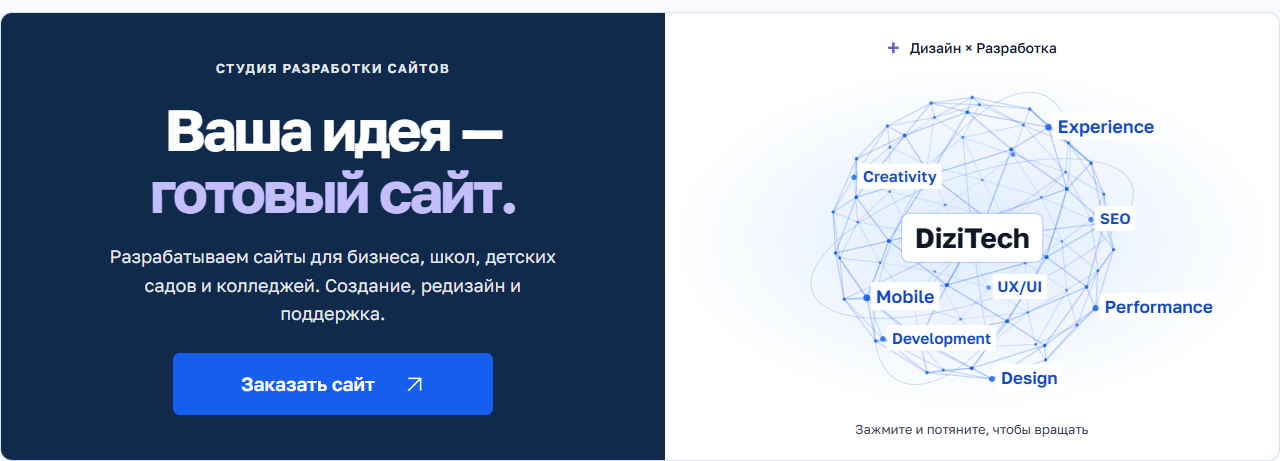 СТУДИЯ РАЗРАБОТКИ САЙТОВ
Ваша идея —
готовый сайт.
Разрабатываем сайты для бизнеса, школ, детских
садов и колледжей. Создание, редизайн и
поддержка.
Заказать сайт
Дизайн × Разработка
Experience
Creativity
SEO
DiziTech
UX/UI
Mobile
Performance
Development
Design
Зажмите и потяните, чтобы вращать